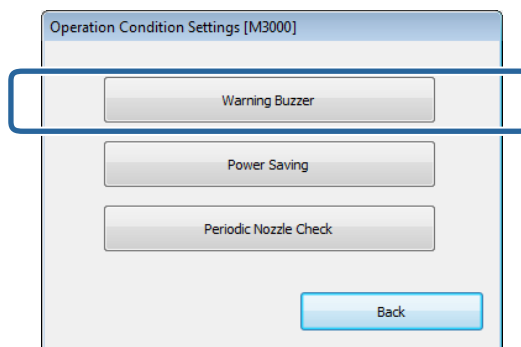 Operation Condition Settings [M3000]
Warning Buzzer
Power Saving
Periodic Nozzle Check
Back